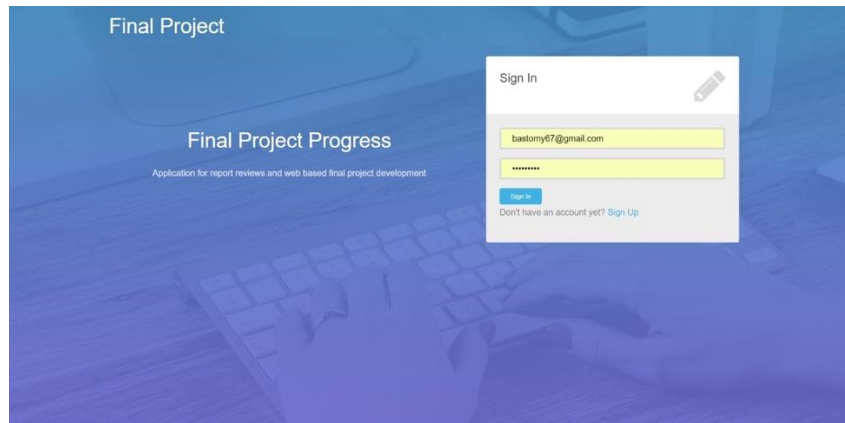 Final Project
Sign In
bastomy67@gmail.com
Final Project Progress
•••••••••
Application for report reviews and web based final project development
Sign In
Don't have an account yet? Sign Up